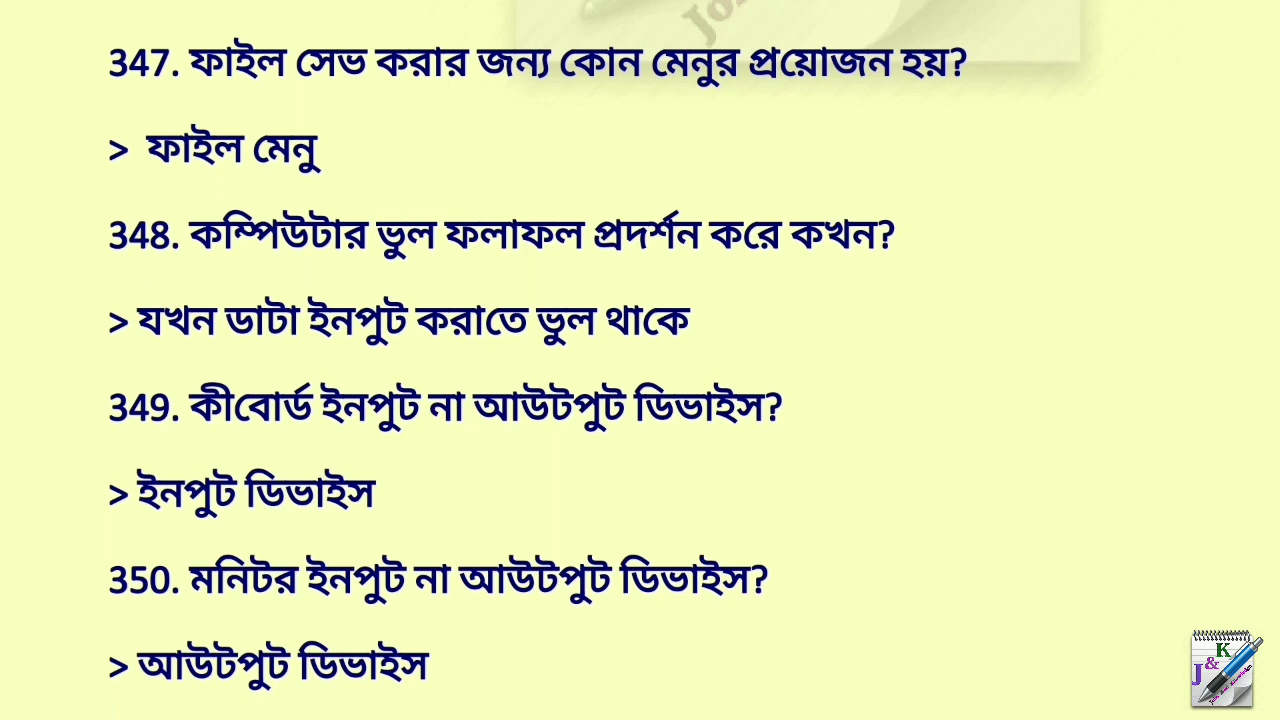 347. ফাইল সেভ করার জন্য কোন মেনুর প্রয়োজন হয়?
> ফাইল মেনু
348. কম্পিউটার ভুল ফলাফল প্রদর্শন করে কখন?
> যখন ডাটা ইনপুট করাতে ভুল থাকে
349. কীবোর্ড ইনপুট না আউটপুট ডিভাইস?
> ইনপুট ডিভাইস
350. মনিটর ইনপুট না আউটপুট ডিভাইস?
> আউটপুট ডিভাইস
J & K